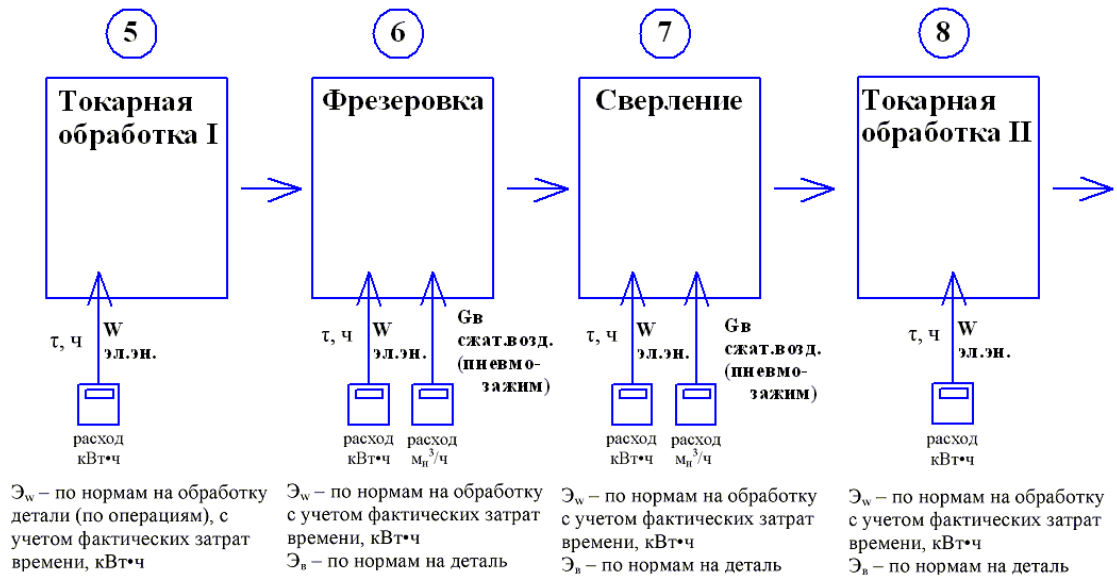 5
Токарная
обработка I
τ, ч
W
эл.эн.
расход
кВт•ч
Эw – по нормам на обработку
детали (по операциям), с
учетом фактических затрат
времени, кВт•ч
6
Фрезеровка
τ, ч
W
эл.эн.
Gв
сжат.возд.
(пневмо-
зажим)
расход
кВт•ч
расход
мн³/ч
Эw – по нормам на обработку
с учетом фактических затрат
времени, кВт•ч
Эв – по нормам на деталь
7
Сверление
τ, ч
W
эл.эн.
Gв
сжат.возд.
(пневмо-
зажим)
расход
кВт•ч
расход
мн³/ч
Эw – по нормам на обработку
с учетом фактических затрат
времени, кВт•ч
Эв – по нормам на деталь
8
Токарная
обработка II
τ, ч
W
эл.эн.
расход
кВт•ч
Эw – по нормам на обработку
с учетом фактических затрат
времени, кВт•ч
Эв – по нормам на деталь